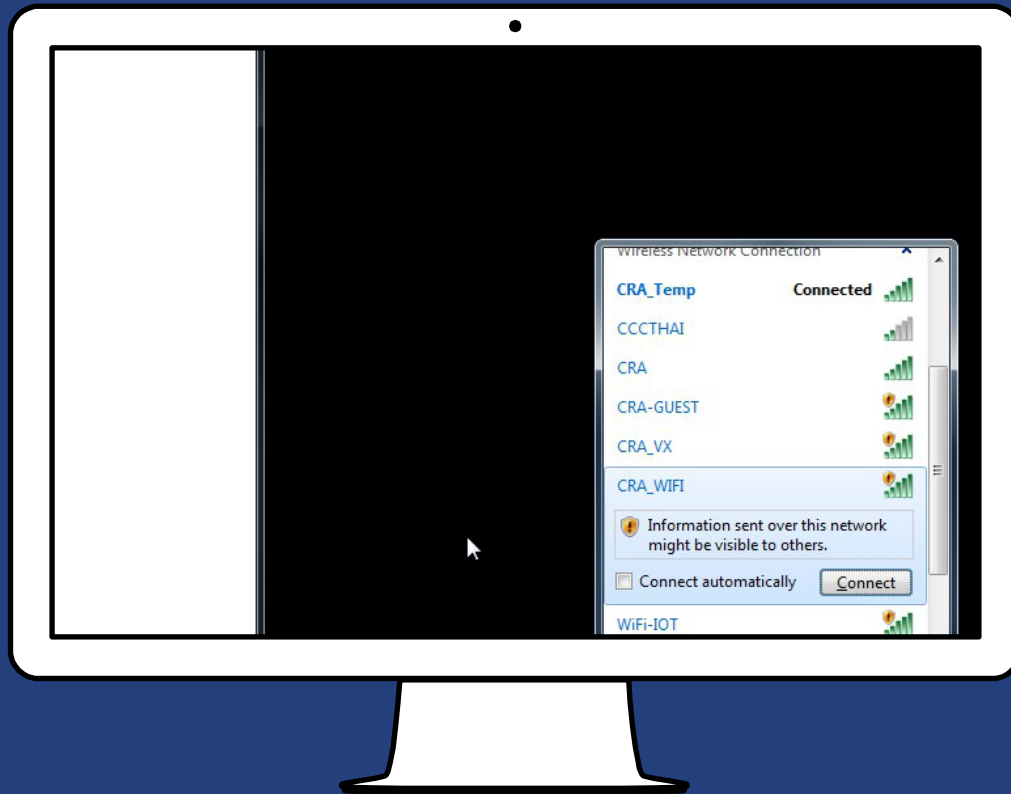 Wireless Network Connection
CRA_Temp Connected
CCCTHAI
CRA
CRA-GUEST
CRA_VX
CRA_WIFI
Information sent over this network
might be visible to others.
Connect automatically Connect
WiFi-IOT